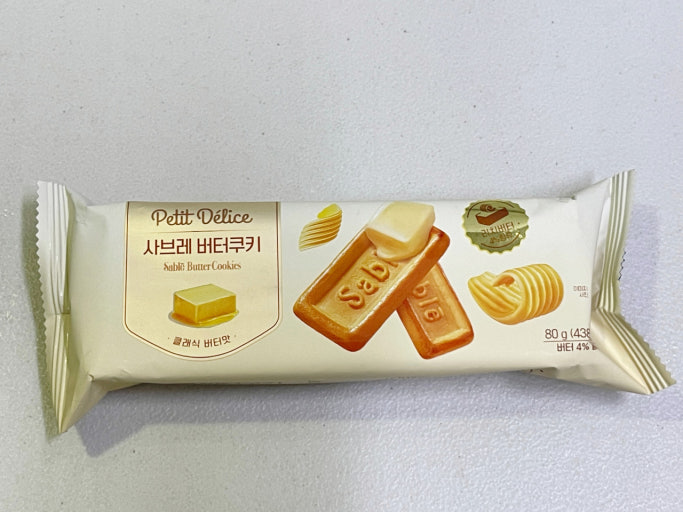 Petit Délice
사브레 버터쿠키
Sablé Butter Cookies
· 클래식 버터맛 ·
Sablé
80 g (438
버터 4%